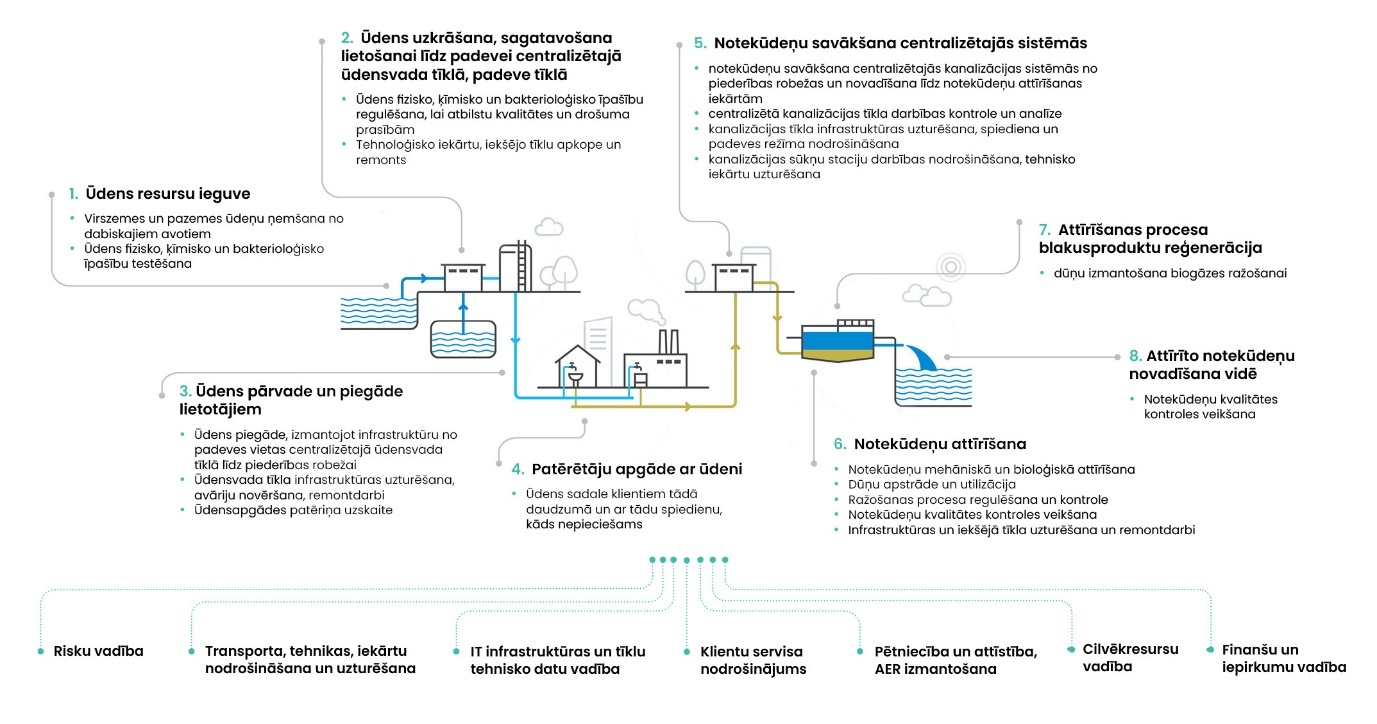 1. Ūdens resursu ieguve
• Virszemes un pazemes ūdeņu ņemšana no
dabiskajiem avotiem
• Ūdens fizisko, ķīmisko un bakterioloģisko
īpašību testēšana
2. Ūdens uzkrāšana, sagatavošana
lietošanai līdz padevei centralizētajā
ūdensvada tīklā, padeve tīklā
• Ūdens fizisko, ķīmisko un bakterioloģisko īpašību
regulēšana, lai atbilstu kvalitātes un drošuma
prasībām
• Tehnoloģisko iekārtu, iekšējo tīklu apkope un
remonts
3. Ūdens pārvade un piegāde
lietotājiem
• Ūdens piegāde, izmantojot infrastruktūru no
padeves vietas centralizētajā ūdensvada
tīklā līdz piederības robežai
• Ūdensvada tīkla infrastruktūras uzturēšana,
avāriju novēršana, remontdarbi
• Ūdensapgādes patēriņa uzskaite
4. Patērētāju apgāde ar ūdeni
• Ūdens sadale klientiem tādā
daudzumā un ar tādu spiedienu,
kāds nepieciešams
5. Notekūdeņu savākšana centralizētajās sistēmās
• notekūdeņu savākšana centralizētajās kanalizācijas sistēmās no
piederības robežas un novadīšana līdz notekūdeņu attīrīšanas
iekārtām
• centralizētā kanalizācijas tīkla darbības kontrole un analīze
• kanalizācijas tīkla infrastruktūras uzturēšana, spiediena un
padeves režīma nodrošināšana
• kanalizācijas sūkņu staciju darbības nodrošināšana, tehnisko
iekārtu uzturēšana
6. Notekūdeņu attīrīšana
• Notekūdeņu mehāniskā un bioloģiskā attīrīšana
• Dūņu apstrāde un utilizācija
• Ražošanas procesa regulēšana un kontrole
• Notekūdeņu kvalitātes kontroles veikšana
• Infrastruktūras un iekšējā tīkla uzturēšana un remontdarbi
7. Attīrīšanas procesa
blakusproduktu reģenerācija
• dūņu izmantošana biogāzes ražošanai
8. Attīrīto notekūdeņu
novadīšana vidē
• Notekūdeņu kvalitātes
kontroles veikšana
Risku vadība
Transporta, tehnikas, iekārtu
nodrošināšana un uzturēšana
IT infrastruktūras un tīklu
tehnisko datu vadība
Klientu servisa
nodrošinājums
Pētniecība un attīstība,
AER izmantošana
Cilvēkresursu
vadība
Finanšu un
iepirkumu vadība